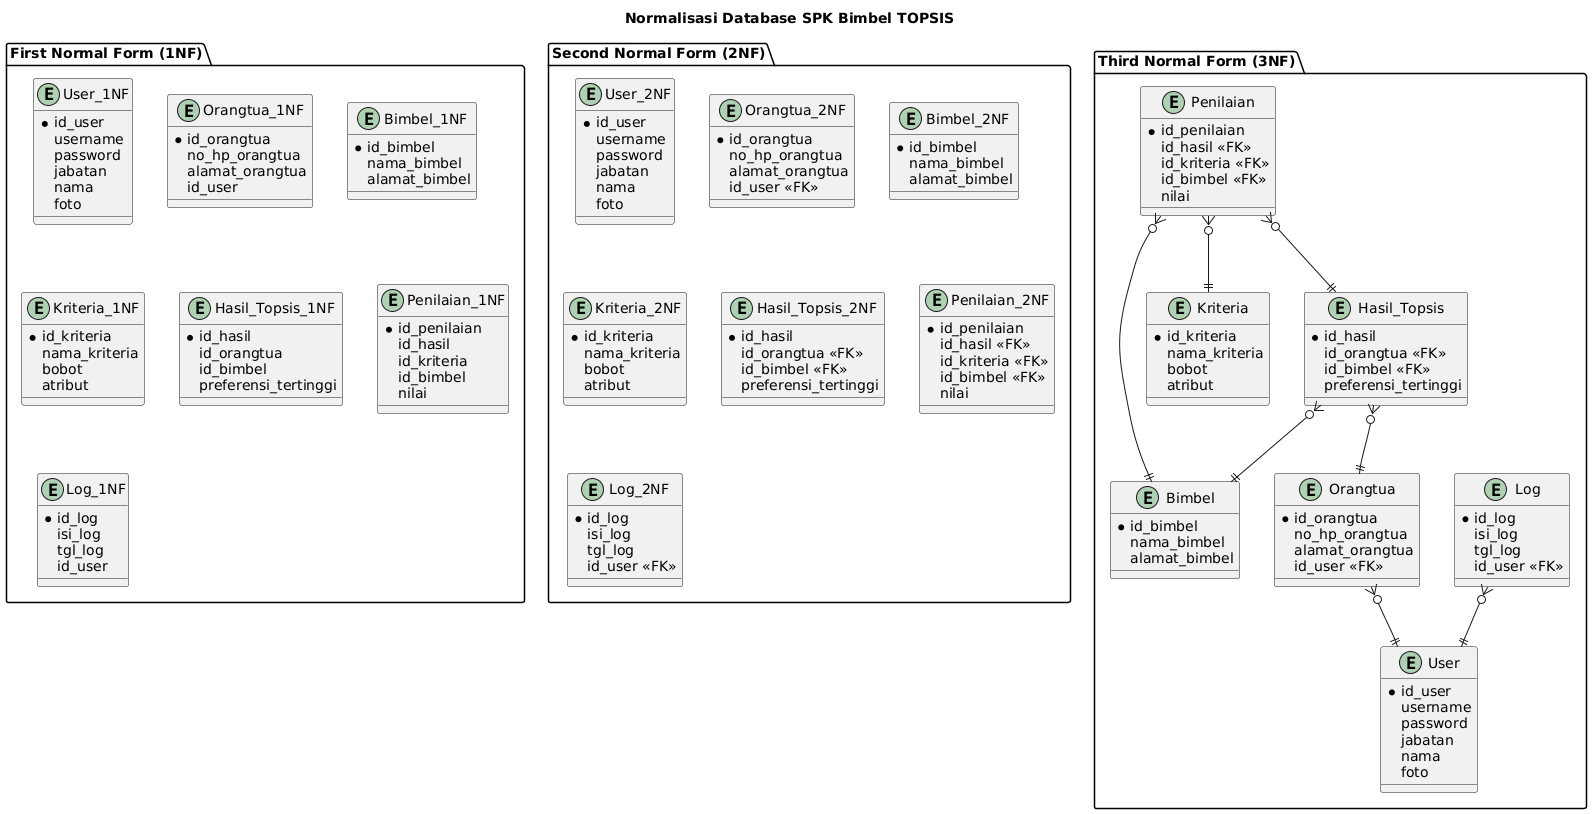 Normalisasi Database SPK Bimbel TOPSIS
First Normal Form (1NF)
E User_1NF
id_user
username
password
jabatan
nama
foto
E Orangtua_1NF
id_orangtua
no_hp_orangtua
alamat_orangtua
id_user
E Bimbel_1NF
id_bimbel
nama_bimbel
alamat_bimbel
E Kriteria_1NF
id_kriteria
nama_kriteria
bobot
atribut
E Hasil_Topsis_1NF
id_hasil
id_orangtua
id_bimbel
preferensi_tertinggi
E Penilaian_1NF
id_penilaian
id_hasil
id_kriteria
id_bimbel
nilai
E Log_1NF
id_log
isi_log
tgl_log
id_user
Second Normal Form (2NF)
E User_2NF
id_user
username
password
jabatan
nama
foto
E Orangtua_2NF
id_orangtua
no_hp_orangtua
alamat_orangtua
id_user «FK»
E Bimbel_2NF
id_bimbel
nama_bimbel
alamat_bimbel
E Kriteria_2NF
id_kriteria
nama_kriteria
bobot
atribut
E Hasil_Topsis_2NF
id_hasil
id_orangtua «FK»
id_bimbel «FK»
preferensi_tertinggi
E Penilaian_2NF
id_penilaian
id_hasil «FK»
id_kriteria «FK»
id_bimbel «FK»
nilai
E Log_2NF
id_log
isi_log
tgl_log
id_user «FK»
Third Normal Form (3NF)
E Penilaian
id_penilaian
id_hasil «FK»
id_kriteria «FK»
id_bimbel «FK»
nilai
E Kriteria
id_kriteria
nama_kriteria
bobot
atribut
E Hasil_Topsis
id_hasil
id_orangtua «FK»
id_bimbel «FK»
preferensi_tertinggi
E Bimbel
id_bimbel
nama_bimbel
alamat_bimbel
E Orangtua
id_orangtua
no_hp_orangtua
alamat_orangtua
id_user «FK»
E Log
id_log
isi_log
tgl_log
id_user «FK»
E User
id_user
username
password
jabatan
nama
foto